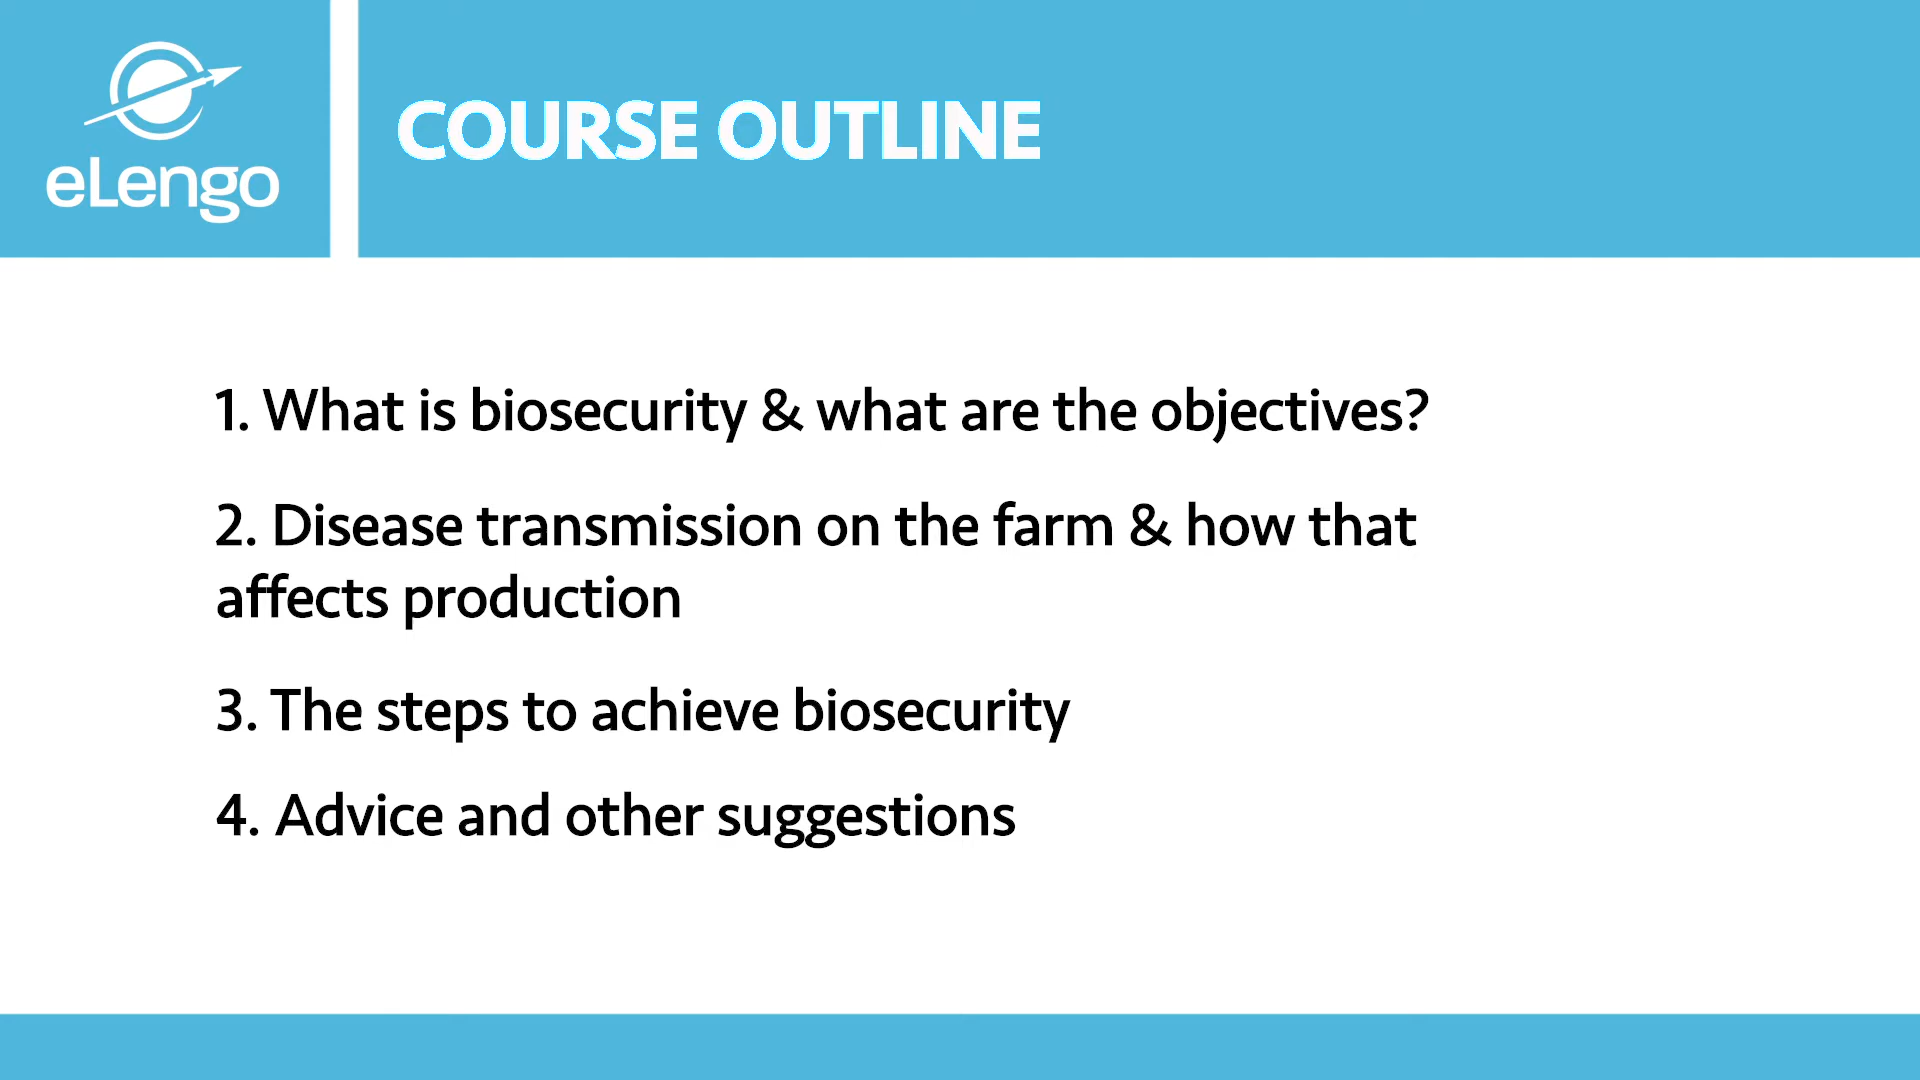 eLengo
COURSE OUTLINE
1. What is biosecurity & what are the objectives?
2. Disease transmission on the farm & how that
affects production
3. The steps to achieve biosecurity
4. Advice and other suggestions